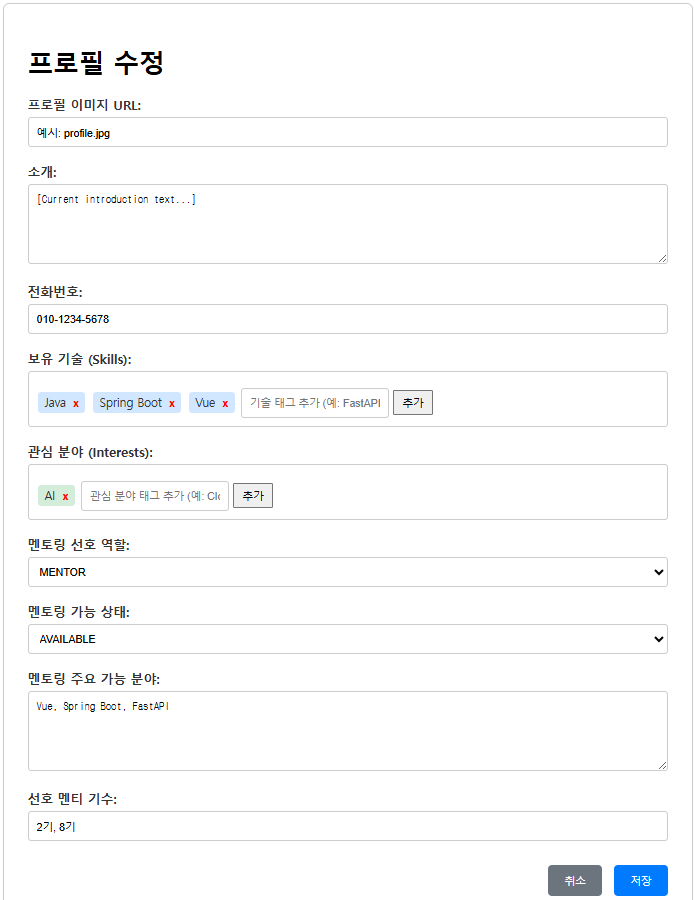 프로필 수정
프로필 이미지 URL:
예시: profile.jpg
소개:
[Current introduction text...]
전화번호:
010-1234-5678
보유 기술 (Skills):
Java x Spring Boot x Vue x 기술 태그 추가 (예: FastAPI 추가
관심 분야 (Interests):
AI x 관심 분야 태그 추가 (예: Clo 추가
멘토링 선호 역할:
MENTOR
멘토링 가능 상태:
AVAILABLE
멘토링 주요 가능 분야:
Vue, Spring Boot, FastAPI
선호 멘티 기수:
2기, 8기
취소 저장